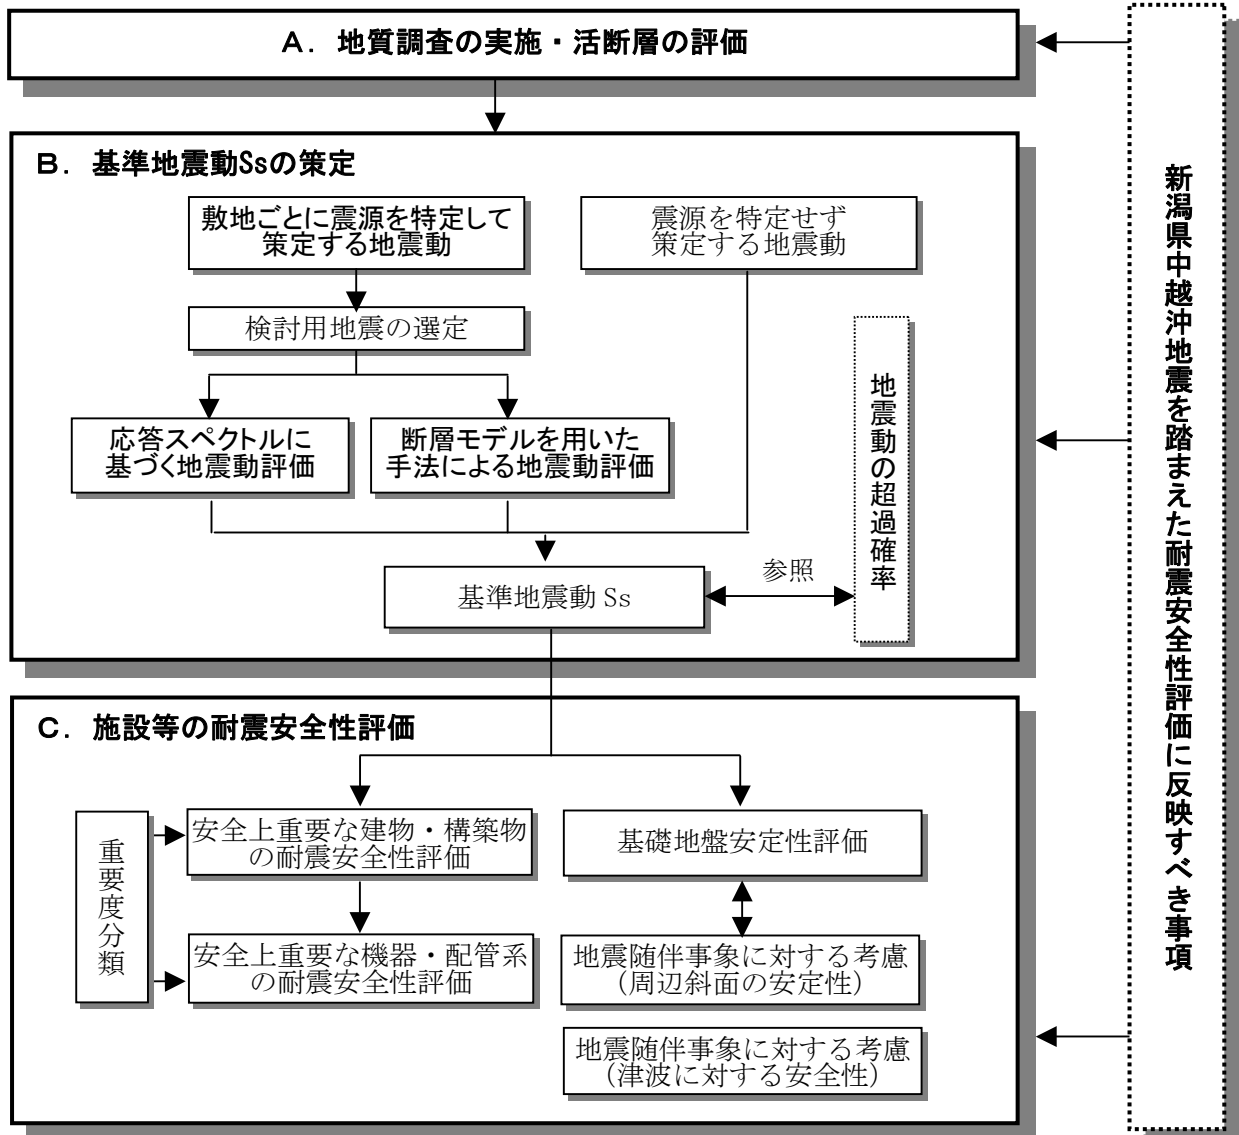 A. 地質調査の実施・活断層の評価
B. 基準地震動Ssの策定
敷地ごとに震源を特定して
策定する地震動
震源を特定せず
策定する地震動
検討用地震の選定
応答スペクトルに
基づく地震動評価
断層モデルを用いた
手法による地震動評価
地震動の超過確率
参照
基準地震動 Ss
C. 施設等の耐震安全性評価
重要度分類
安全上重要な建物・構築物
の耐震安全性評価
基礎地盤安定性評価
安全上重要な機器・配管系
の耐震安全性評価
地震随伴事象に対する考慮
(周辺斜面の安定性)
地震随伴事象に対する考慮
(津波に対する安全性)
新潟県中越沖地震を踏まえた耐震安全性評価に反映すべき事項